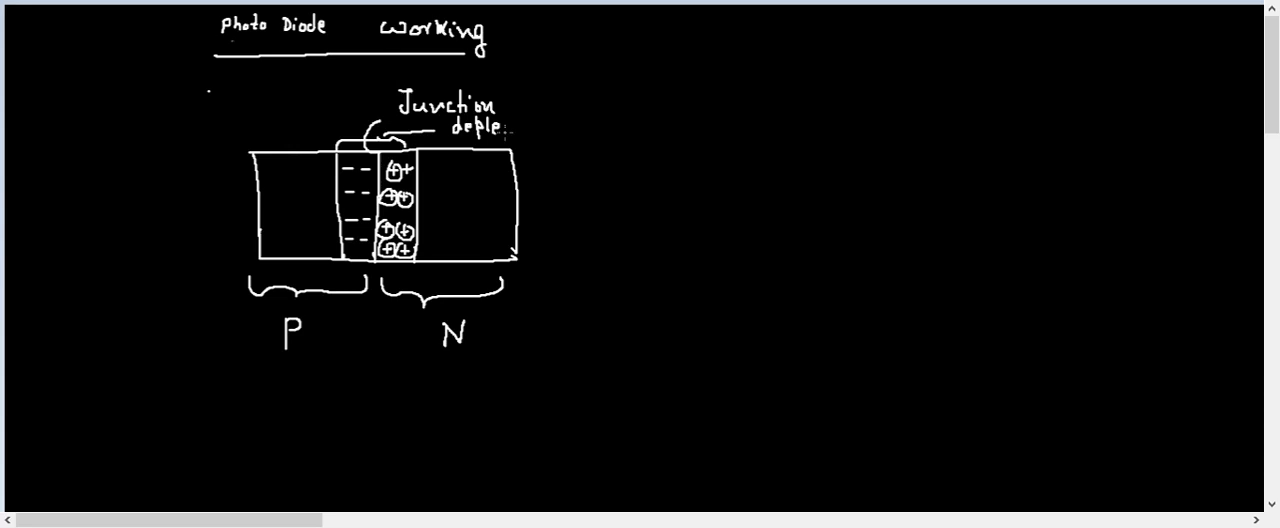 Photo Diode Working
Junction
deple
- - + +
- - + +
- - + +
- - + +
P N